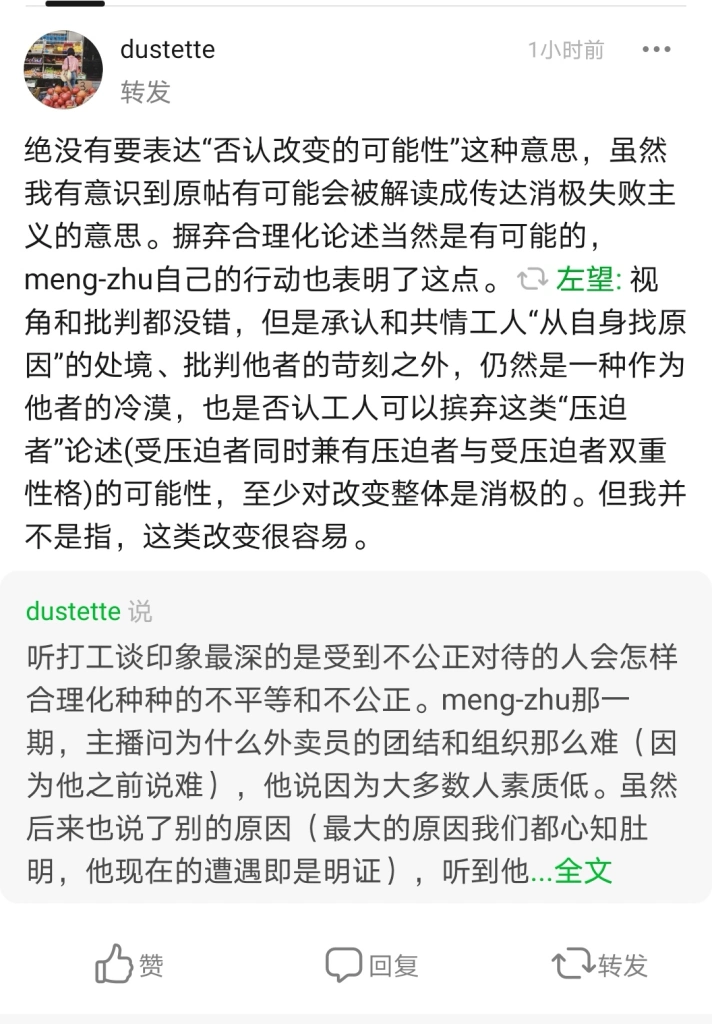 dustette
1小时前
转发
绝没有要表达“否认改变的可能性”这种意思，虽然
我有意识到原帖有可能会被解读成传达消极失败主
义的意思。摒弃合理化论述当然是有可能的，
meng-zhu自己的行动也表明了这点。 左望: 视
角和批判都没错，但是承认和共情工人“从自身找原
因”的处境、批判他者的苛刻之外，仍然是一种作为
他者的冷漠，也是否认工人可以摈弃这类“压迫
者”论述(受压迫者同时兼有压迫者与受压迫者双重
性格)的可能性，至少对改变整体是消极的。但我并
不是指，这类改变很容易。
dustette 说
听打工谈印象最深的是受到不公正对待的人会怎样
合理化种种的不平等和不公正。meng-zhu那一
期，主播问为什么外卖员的团结和组织那么难（因
为他之前说难），他说因为大多数人素质低。虽然
后来也说了别的原因（最大的原因我们都心知肚
明，他现在的遭遇即是明证），听到他...全文
赞
回复
转发